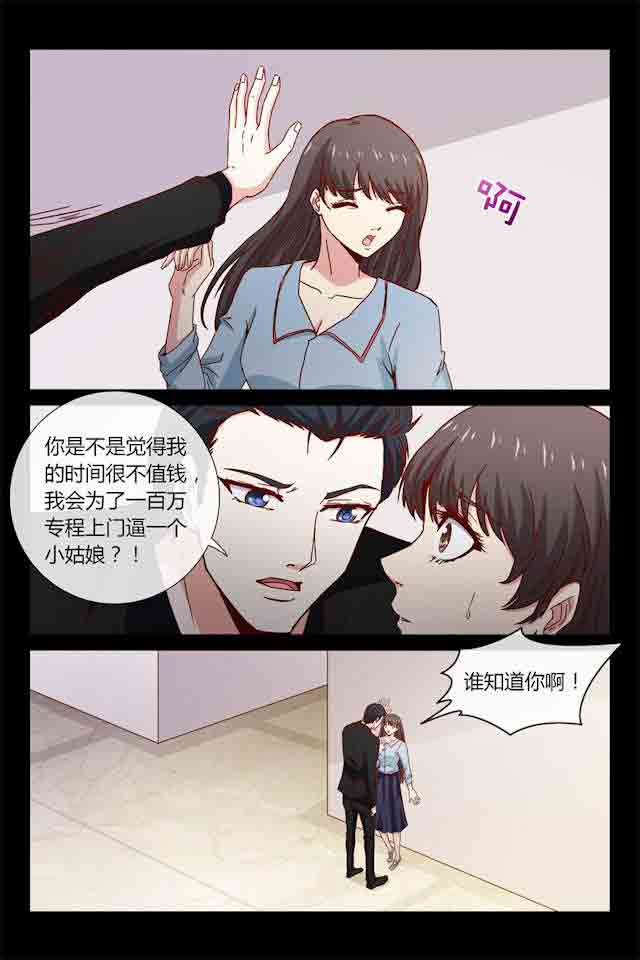 啊
你是不是觉得我
的时间很不值钱，
我会为了一百万
专程上门逼一个
小姑娘？！
谁知道你啊！